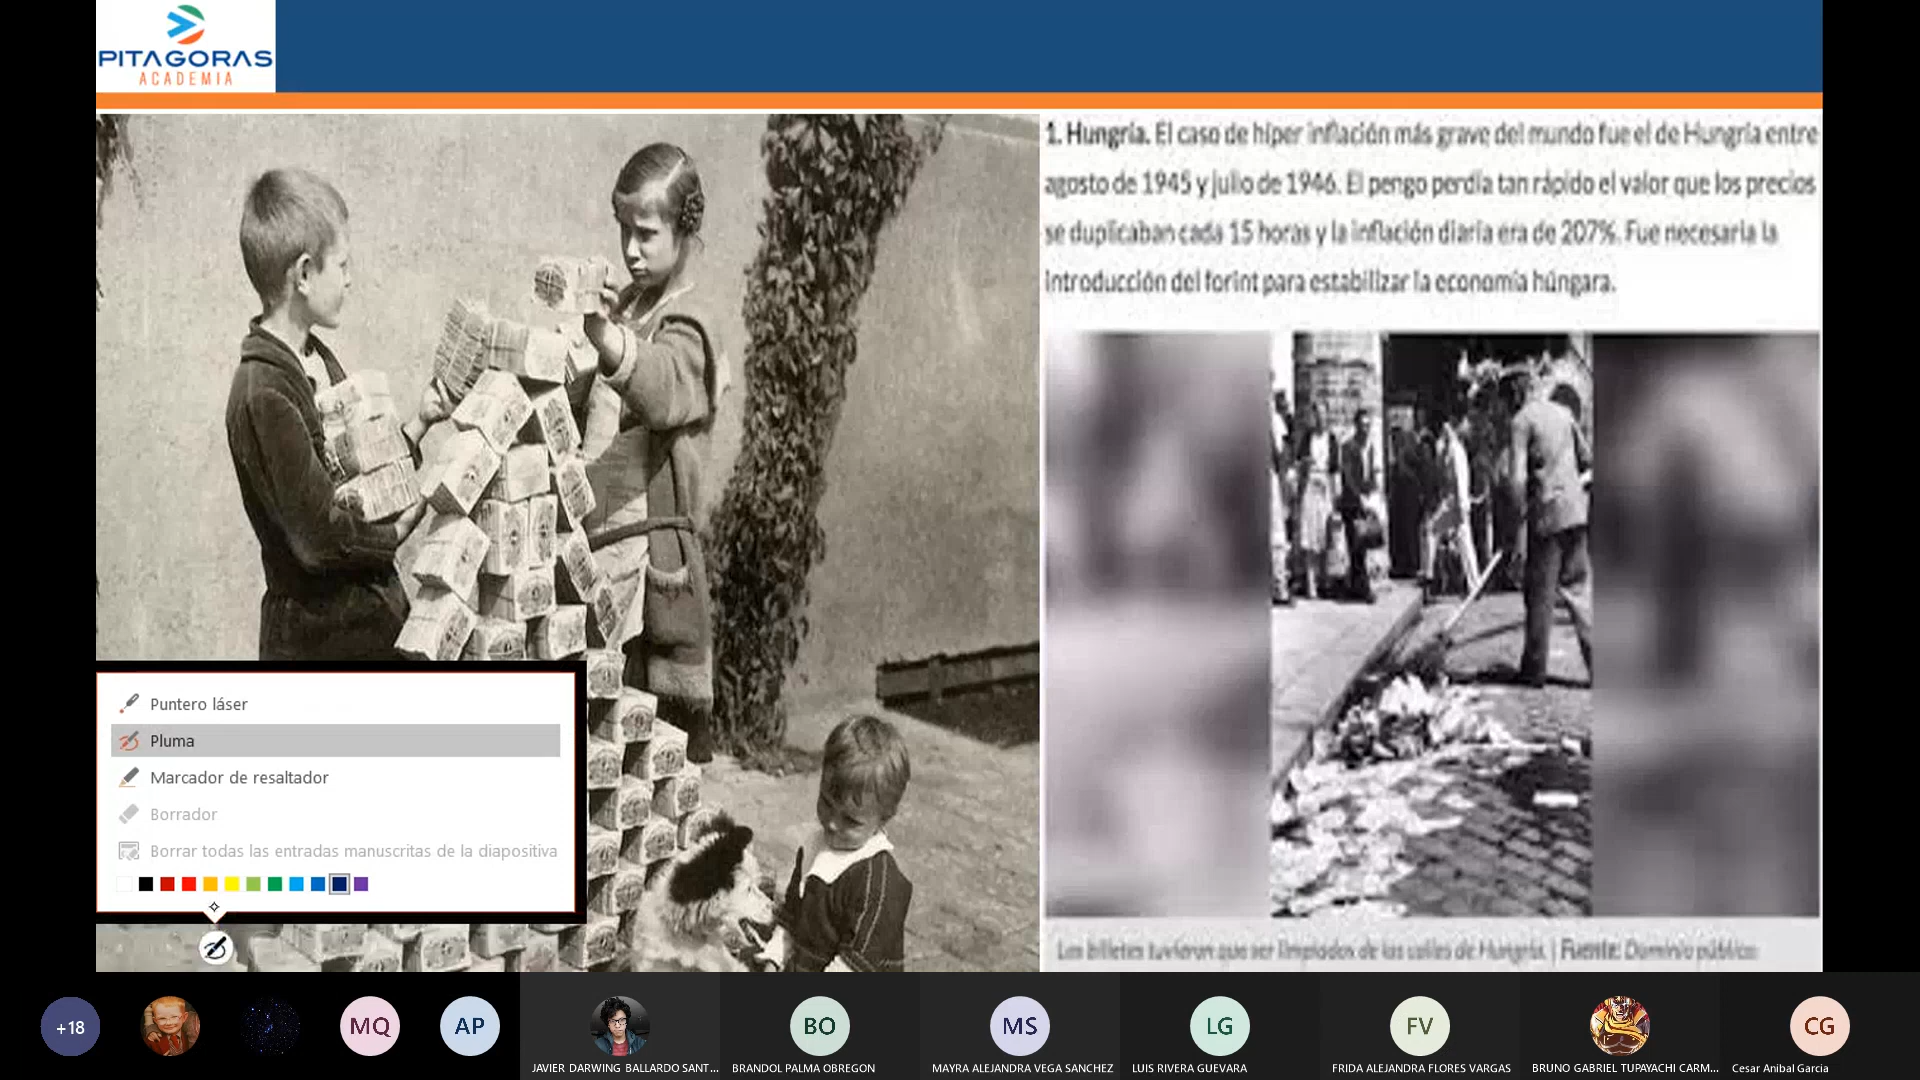 PITAGORAS
ACADEMIA
1. Hungría. El caso de híper inflación más grave del mundo fue el de Hungría entre
agosto de 1945 y julio de 1946. El pengo perdía tan rápido el valor que los precios
se duplicaban cada 15 horas y la inflación diaria era de 207%. Fue necesaria la
introducción del forint para estabilizar la economía húngara.
Puntero láser
Pluma
Marcador de resaltador
Borrador
Borrar todas las entradas manuscritas de la diapositiva
Los billetes tuvieron que ser limpiados de las calles de Hungría. | Fuente: Dominio público
+18
MQ
AP
BO
MS
LG
FV
CG
JAVIER DARWING BALLARDO SANT...
BRANDOL PALMA OBREGON
MAYRA ALEJANDRA VEGA SANCHEZ
LUIS RIVERA GUEVARA
FRIDA ALEJANDRA FLORES VARGAS
BRUNO GABRIEL TUPAYACHI CARM...
Cesar Anibal Garcia